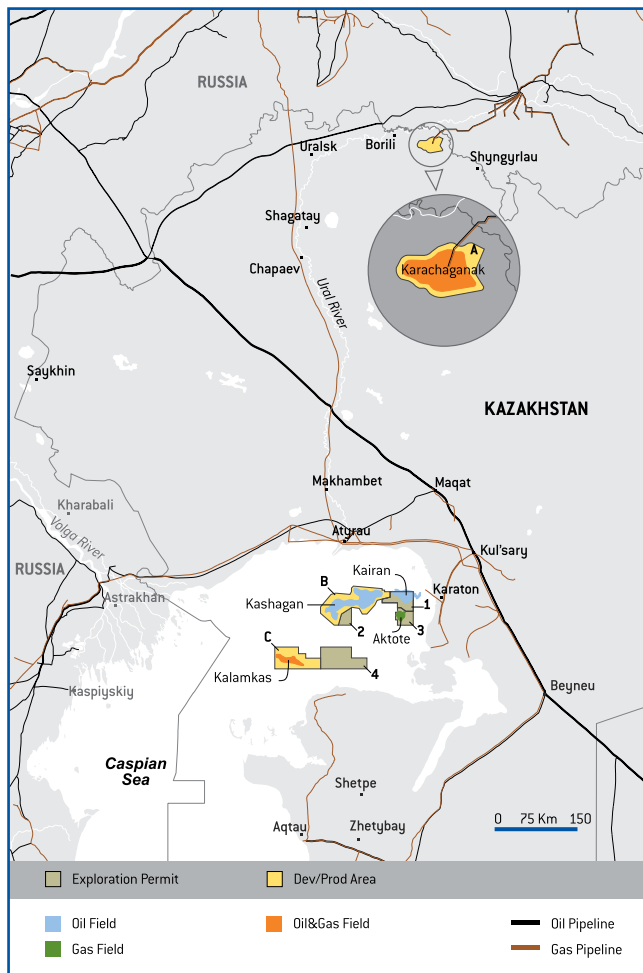 RUSSIA
Uralsk
Borili
Shyngyrlau
Shagatay
A
Karachaganak
Chapaev
Ural River
Saykhin
KAZAKHSTAN
Makhambet
Maqat
Kharabali
Volga River
Atyrau
Kul'sary
RUSSIA
Kairan
B
Karaton
Astrakhan
Kashagan
1
2
3
Aktote
C
Kalamkas
4
Kaspiyskiy
Beyneu
Caspian
Sea
Shetpe
Aqtau
Zhetybay
0 75 Km 150
Exploration Permit
Dev/Prod Area
Oil Field
Oil&Gas Field
Oil Pipeline
Gas Field
Gas Pipeline